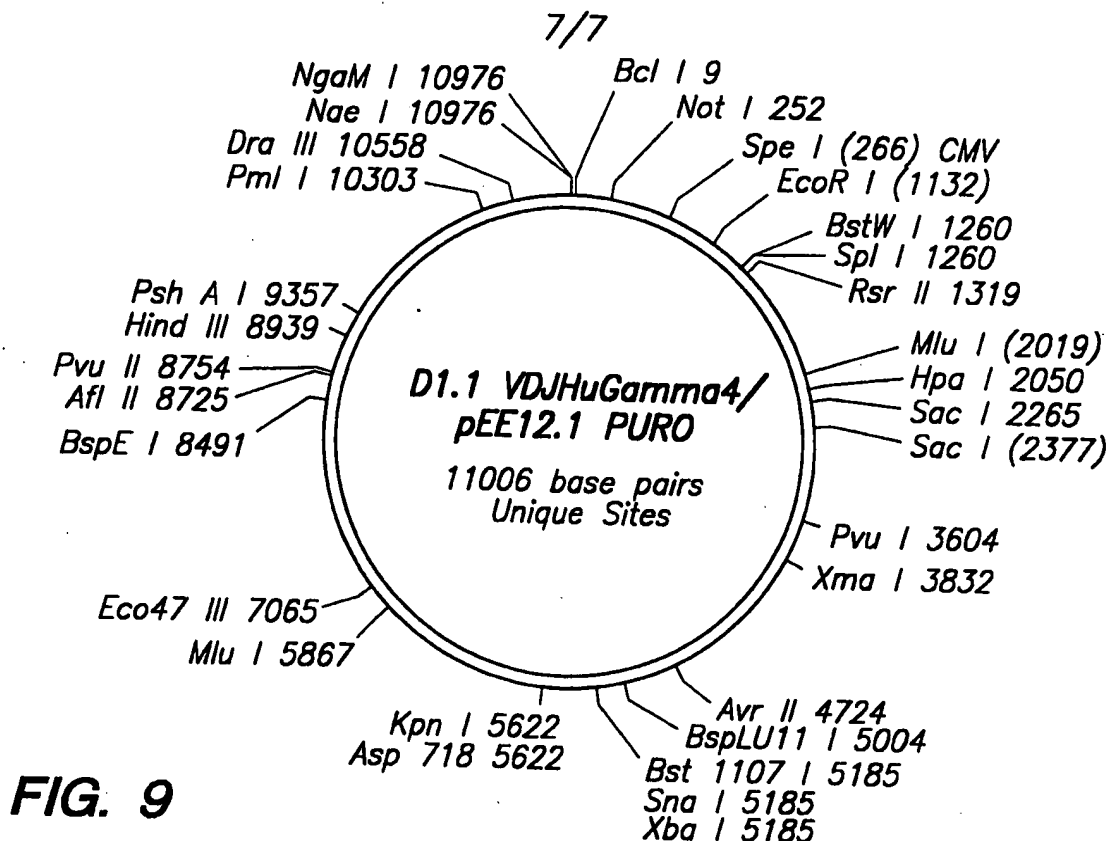 7/7
NgaM I 10976
Nae I 10976
Dra III 10558
Pml I 10303
Bcl I 9
Not I 252
Spe I (266) CMV
EcoR I (1132)
BstW I 1260
Spl I 1260
Rsr II 1319
Mlu I (2019)
Hpa I 2050
Sac I 2265
Sac I (2377)
Pvu I 3604
Xma I 3832
Avr II 4724
BspLU11 I 5004
Bst 1107 I 5185
Sna I 5185
Xba I 5185
Kpn I 5622
Asp 718 5622
Mlu I 5867
Eco47 III 7065
BspE I 8491
Afl II 8725
Pvu II 8754
Hind III 8939
Psh A I 9357
D1.1 VDJHuGamma4/
pEE12.1 PURO
11006 base pairs
Unique Sites
FIG. 9